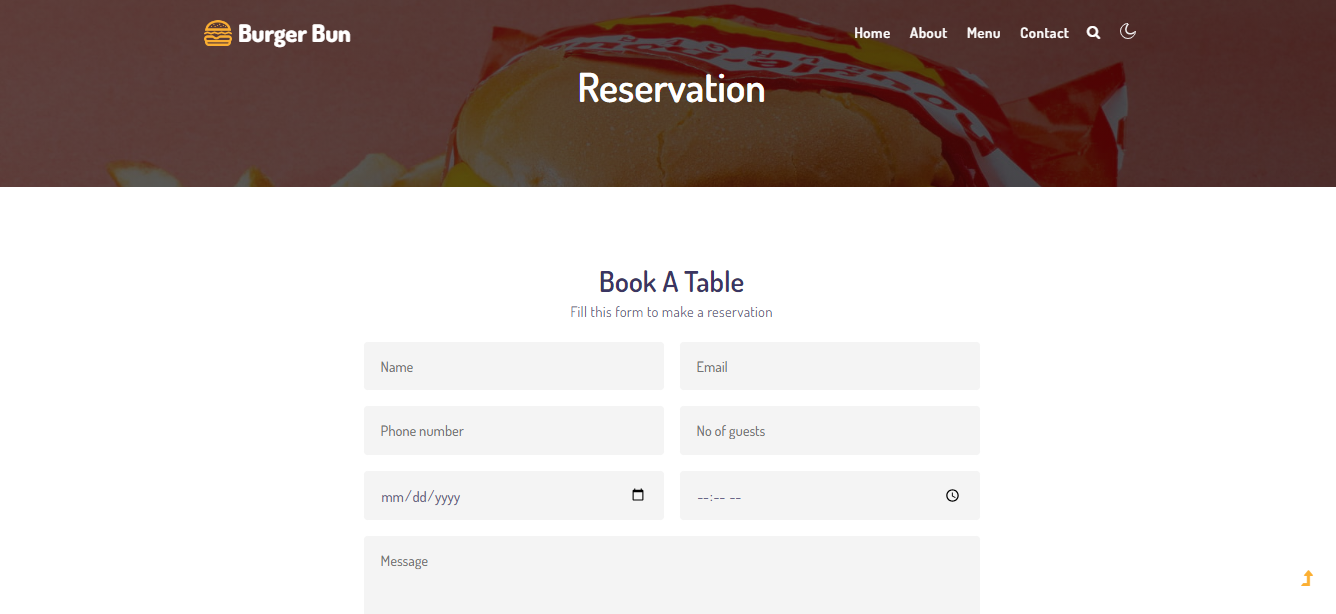 Burger Bun
Home About Menu Contact
Reservation
Book A Table
Fill this form to make a reservation
Name Email
Phone number No of guests
mm/dd/yyyy --:-- --
Message